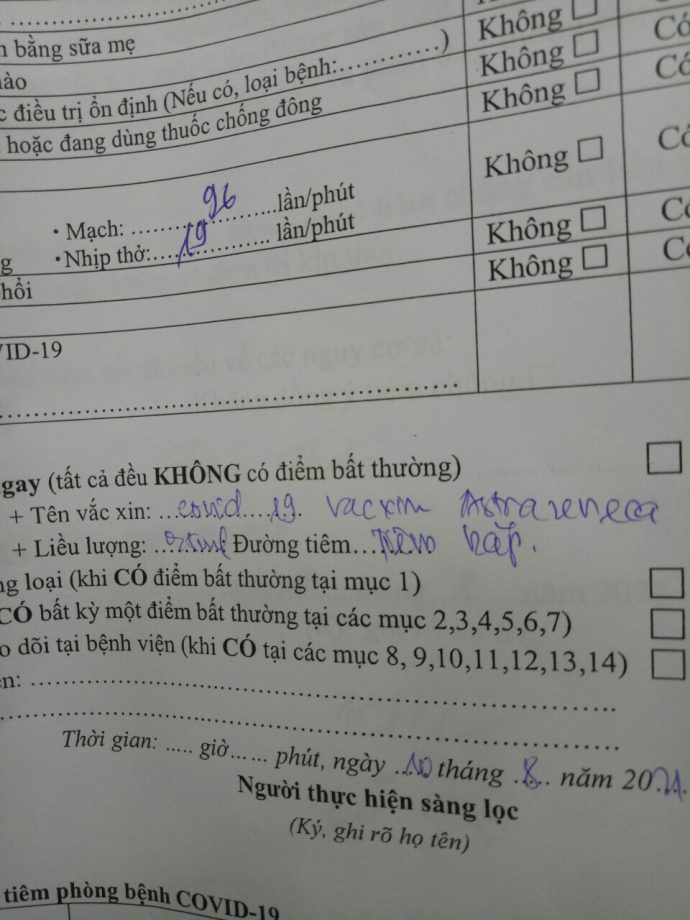 n bằng sữa mẹ Không ☐ Có
nào Không ☐ Có
c điều trị ổn định (Nếu có, loại bệnh:.............) Không ☐ Có
hoặc đang dùng thuốc chống đông
Không ☐ Có
• Mạch: ......96......lần/phút
• Nhịp thở:...19......... lần/phút Không ☐ Có
g
hồi Không ☐ C
VID-19
gay (tất cả đều KHÔNG có điểm bất thường) ☐
+ Tên vắc xin: ...covid...19. vacxin Astrazeneca
+ Liều lượng: ... Đường tiêm...tiêm bắp.
ng loại (khi CÓ điểm bất thường tại mục 1) ☐
CÓ bất kỳ một điểm bất thường tại các mục 2,3,4,5,6,7) ☐
o dõi tại bệnh viện (khi CÓ tại các mục 8, 9,10,11,12,13,14) ☐
ên: ..........
Thời gian: ..... giờ...... phút, ngày ..10 tháng ..8... năm 20.21.
Người thực hiện sàng lọc
(Ký, ghi rõ họ tên)
tiêm phòng bệnh COVID-19